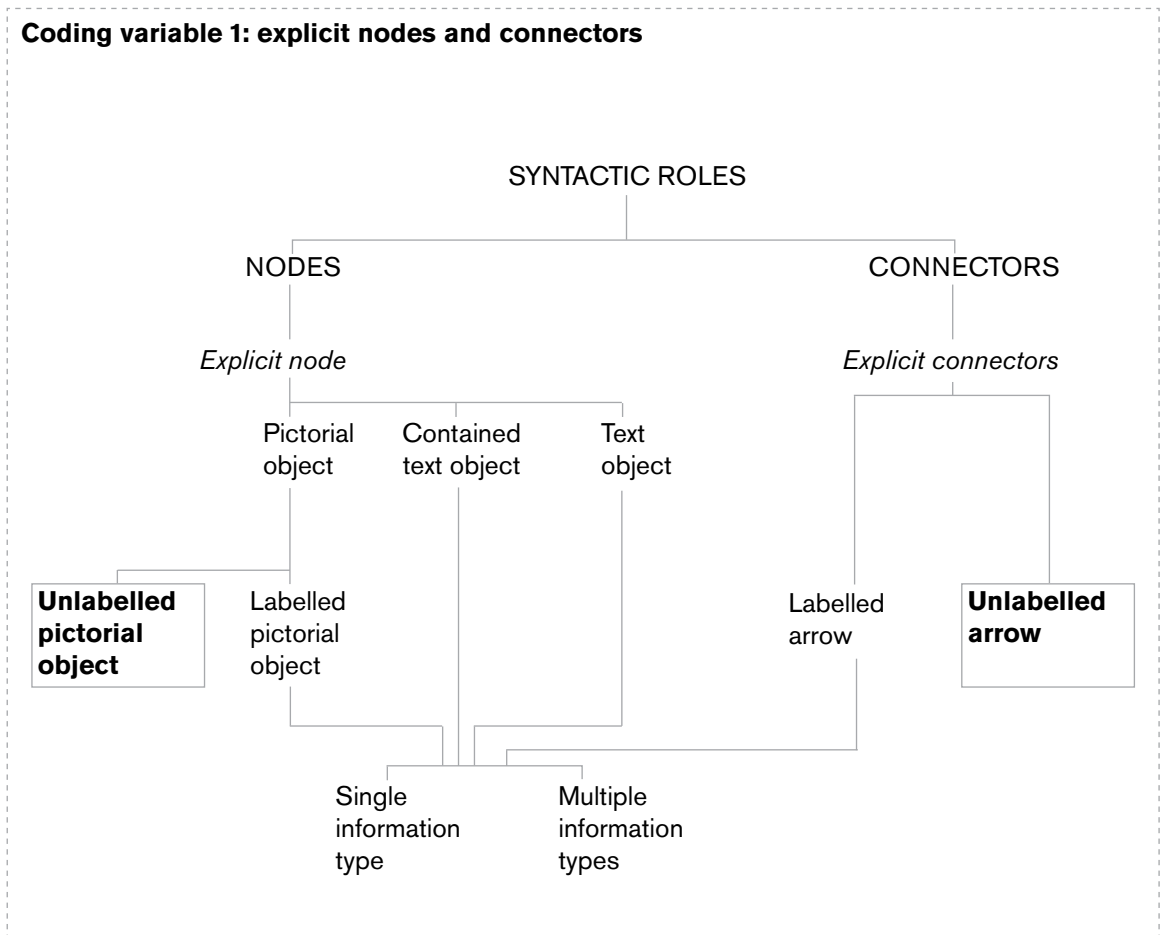 Coding variable 1: explicit nodes and connectors
SYNTACTIC ROLES
NODES
CONNECTORS
Explicit node
Explicit connectors
Pictorial
object
Contained
text object
Text
object
Unlabelled
pictorial
object
Labelled
pictorial
object
Labelled
arrow
Unlabelled
arrow
Single
information
type
Multiple
information
types